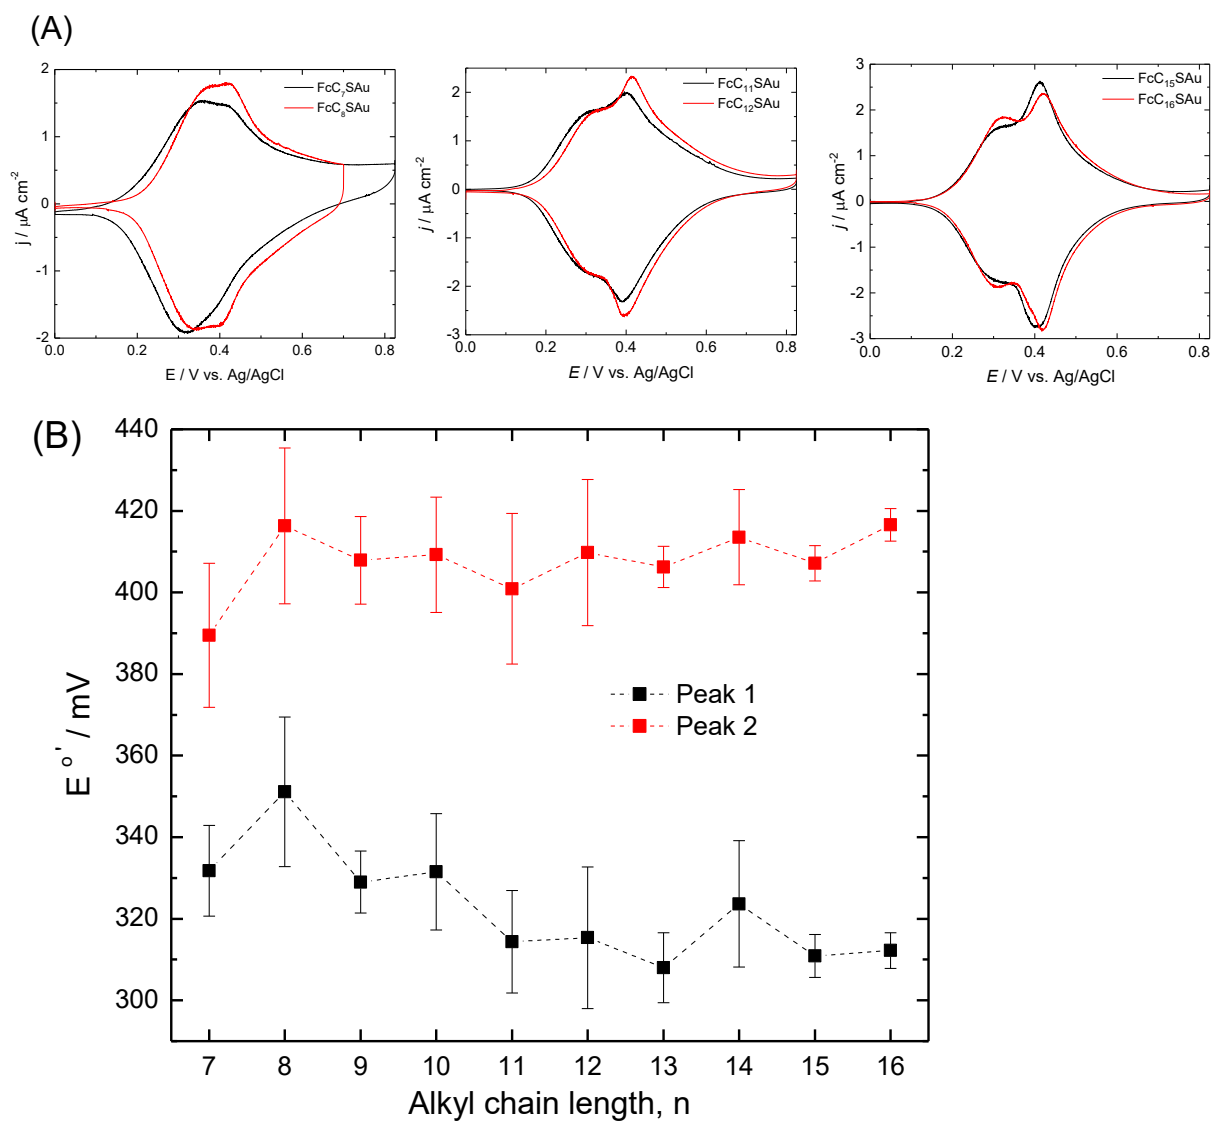 (A)
FcC₇SAu
FcC₈SAu
2
1
0
-1
-2
j / μA cm⁻²
0.0 0.2 0.4 0.6 0.8
E / V vs. Ag/AgCl
FcC₁₁SAu
FcC₁₂SAu
3
2
1
0
-1
-2
-3
j / μA cm⁻²
0.0 0.2 0.4 0.6 0.8
E / V vs. Ag/AgCl
FcC₁₅SAu
FcC₁₆SAu
3
2
1
0
-1
-2
-3
j / μA cm⁻²
0.0 0.2 0.4 0.6 0.8
E / V vs. Ag/AgCl
(B)
440
420
400
380
360
340
320
300
E°' / mV
Peak 1
Peak 2
7 8 9 10 11 12 13 14 15 16
Alkyl chain length, n